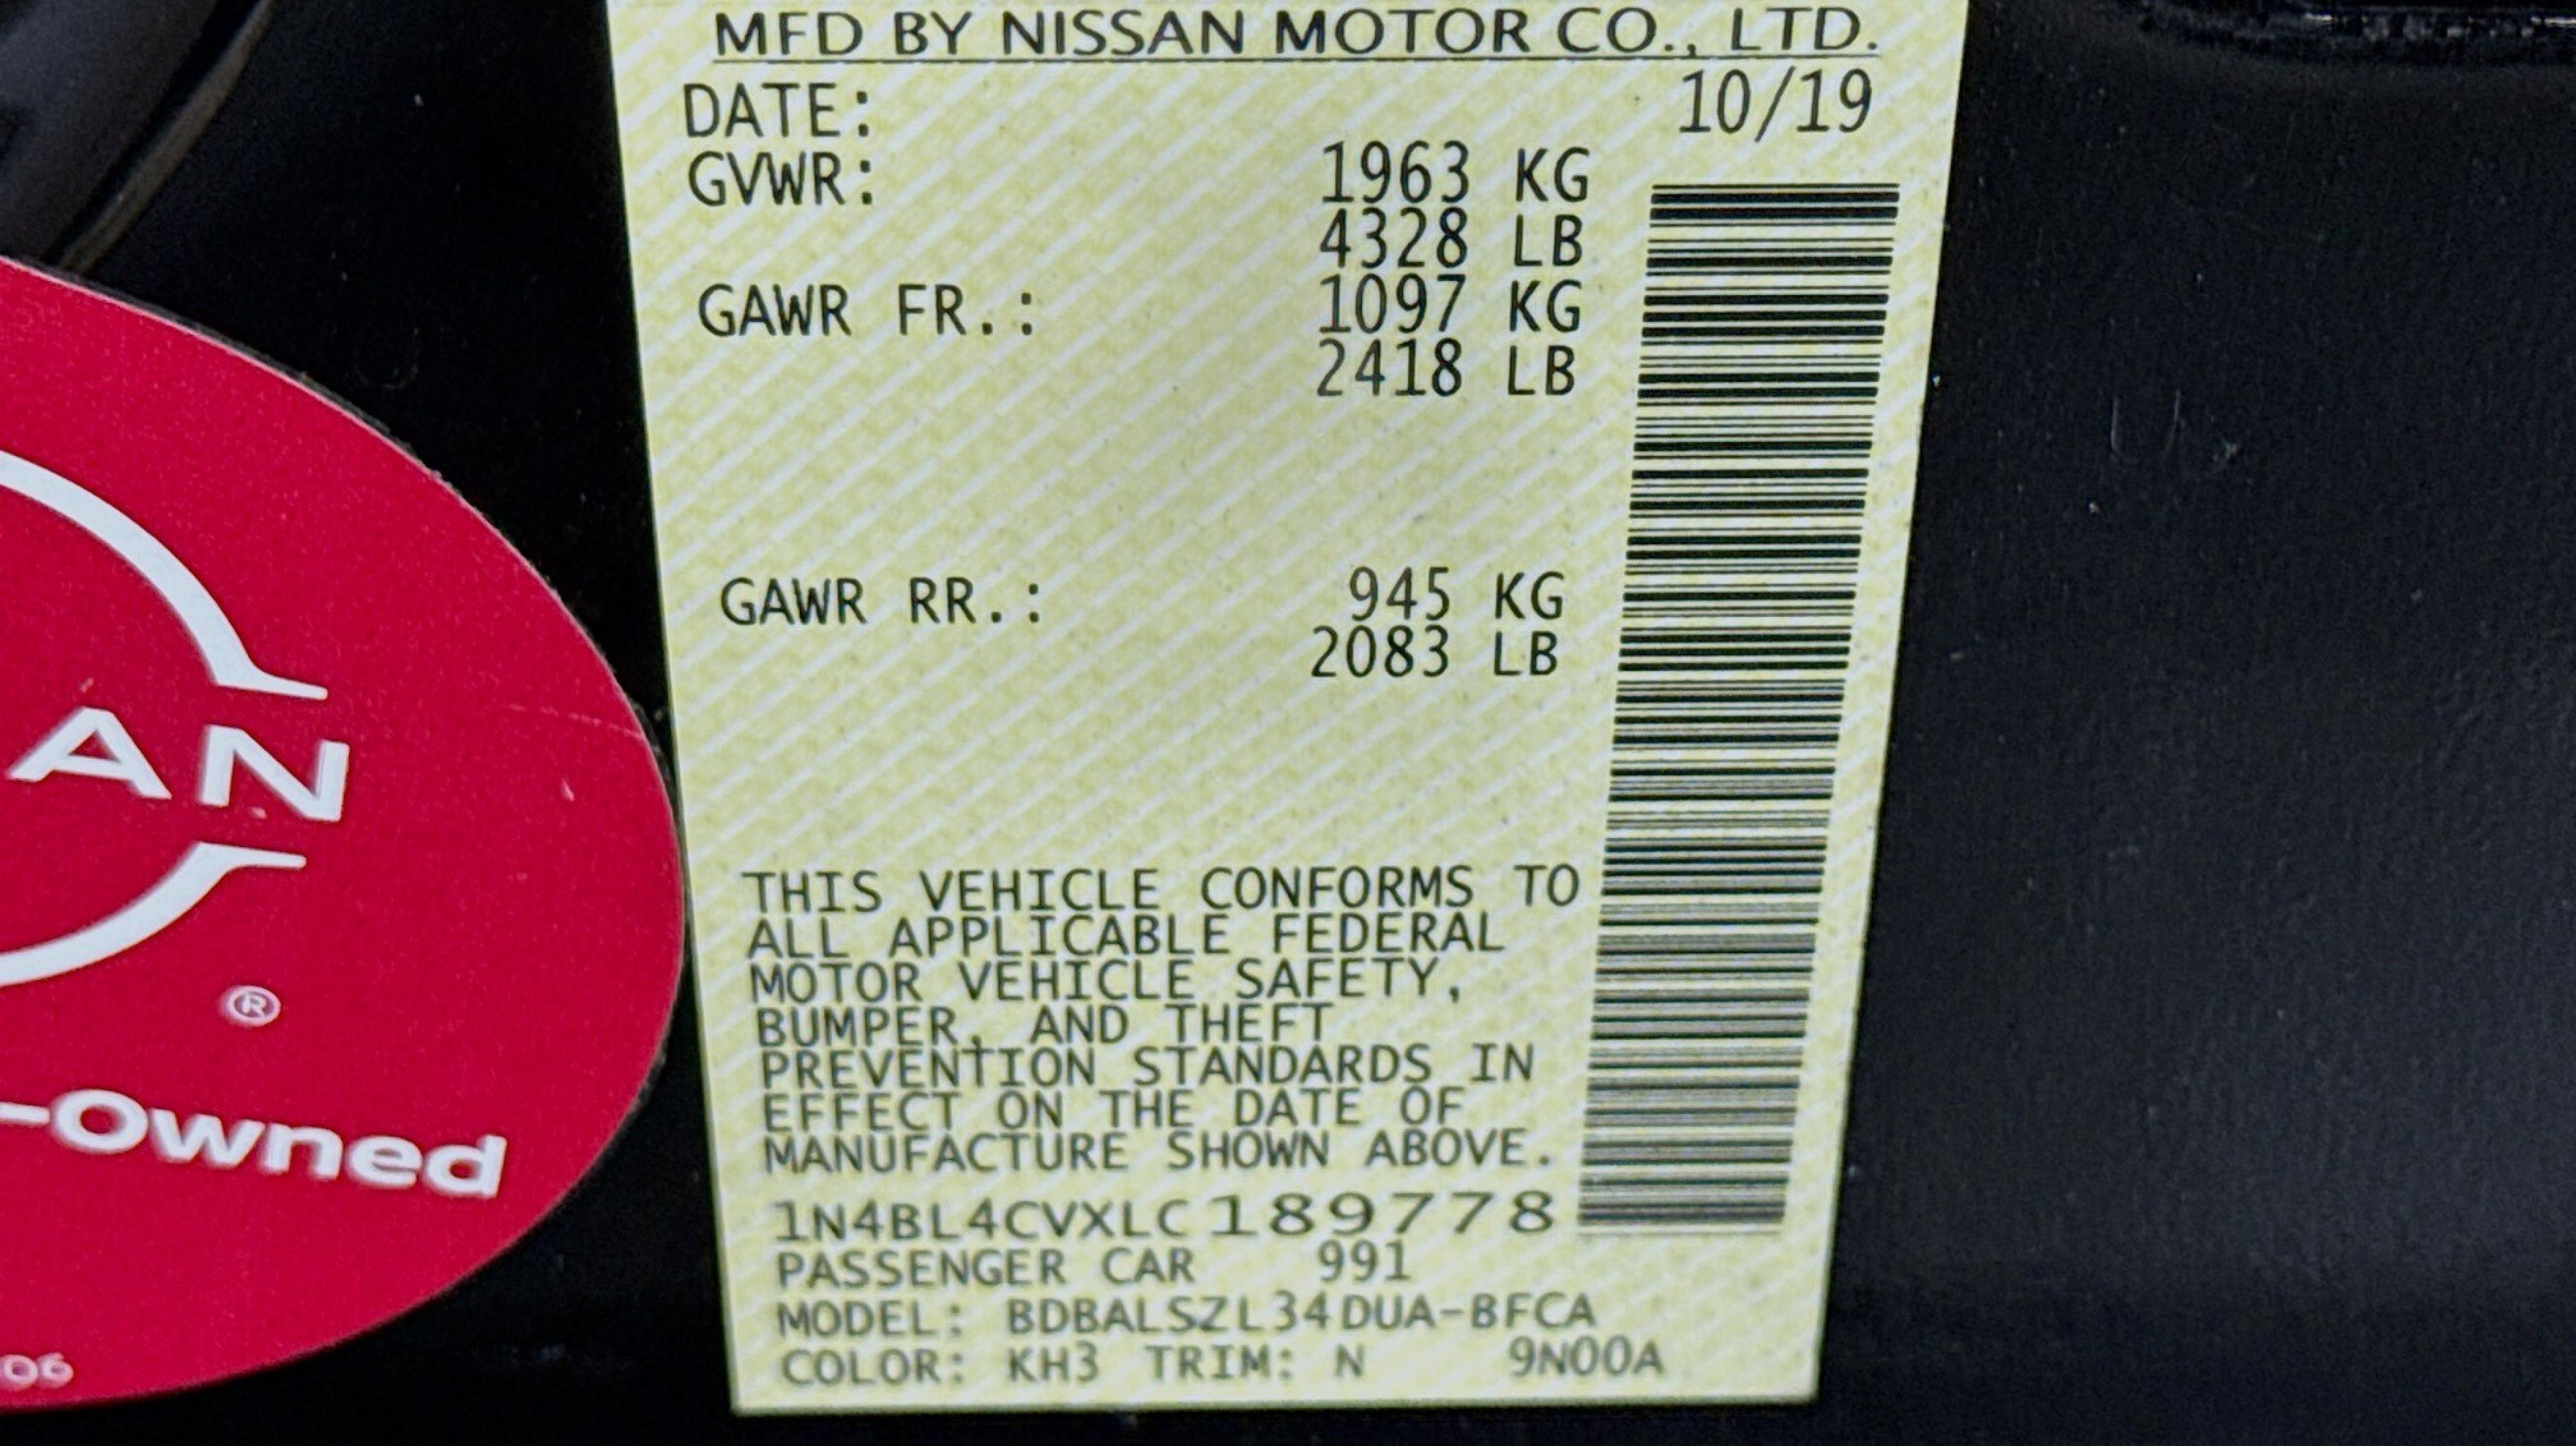 MFD BY NISSAN MOTOR CO., LTD.
DATE: 10/19
GVWR: 1963 KG
4328 LB
GAWR FR.: 1097 KG
2418 LB
GAWR RR.: 945 KG
2083 LB
THIS VEHICLE CONFORMS TO
ALL APPLICABLE FEDERAL
MOTOR VEHICLE SAFETY,
BUMPER, AND THEFT
PREVENTION STANDARDS IN
EFFECT ON THE DATE OF
MANUFACTURE SHOWN ABOVE.
1N4BL4CVXLC189778
PASSENGER CAR 991
MODEL: BDBALSZL34DUA-BFCA
COLOR: KH3 TRIM: N 9N00A
AN
®
-Owned
06